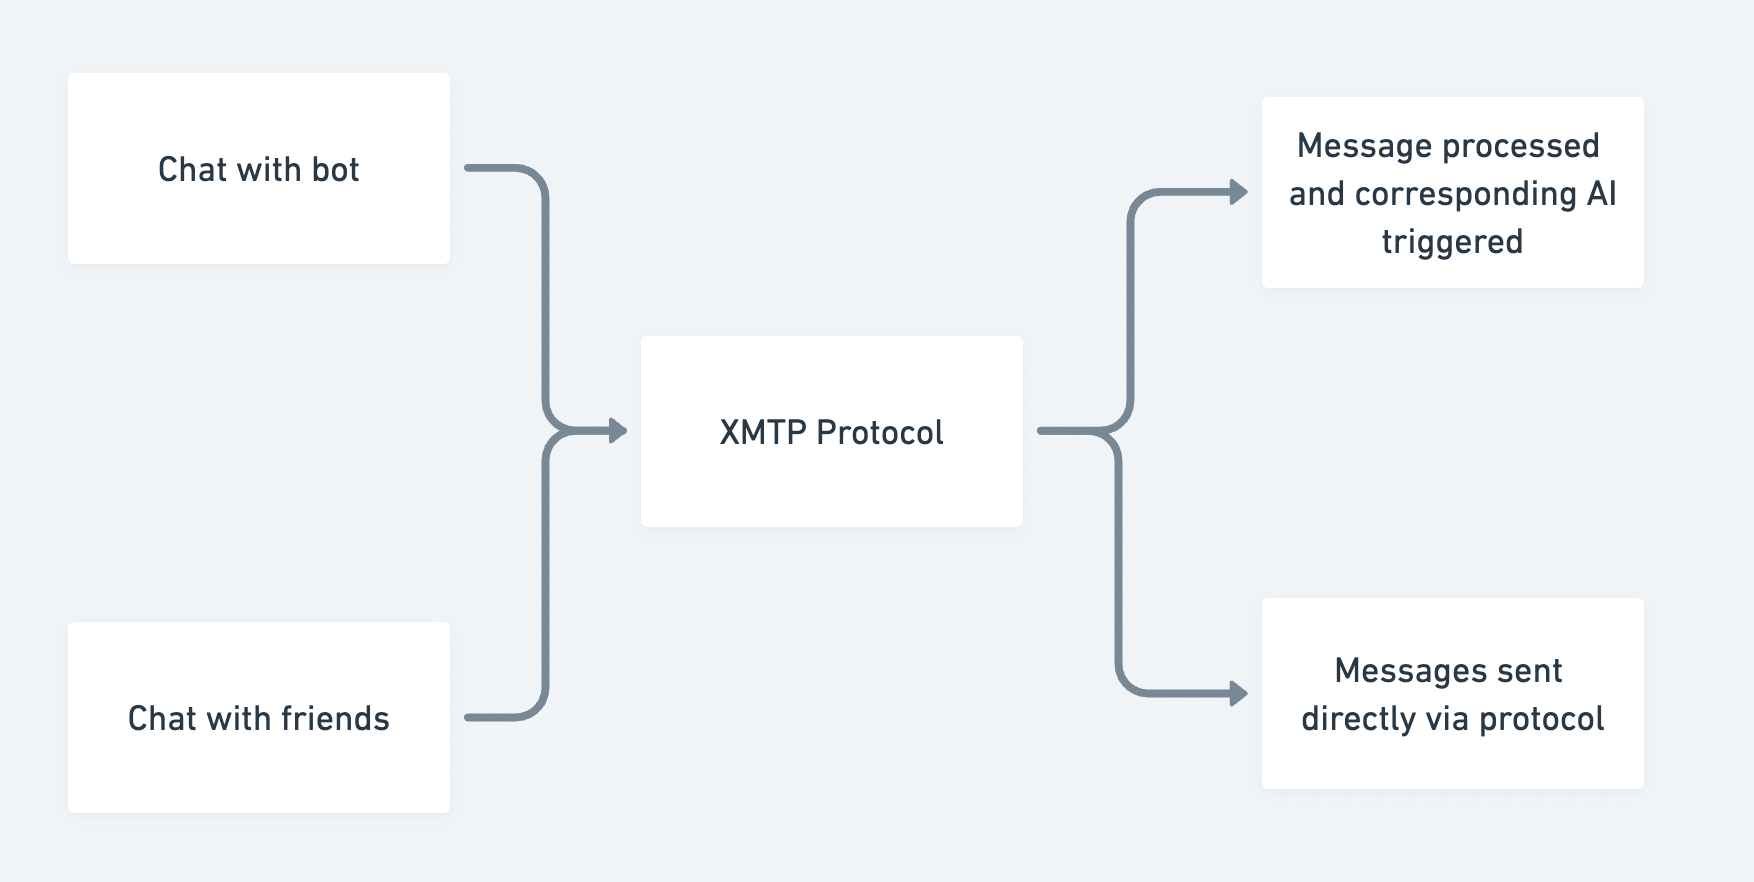 Chat with bot
Chat with friends
XMTP Protocol
Message processed
and corresponding AI
triggered
Messages sent
directly via protocol